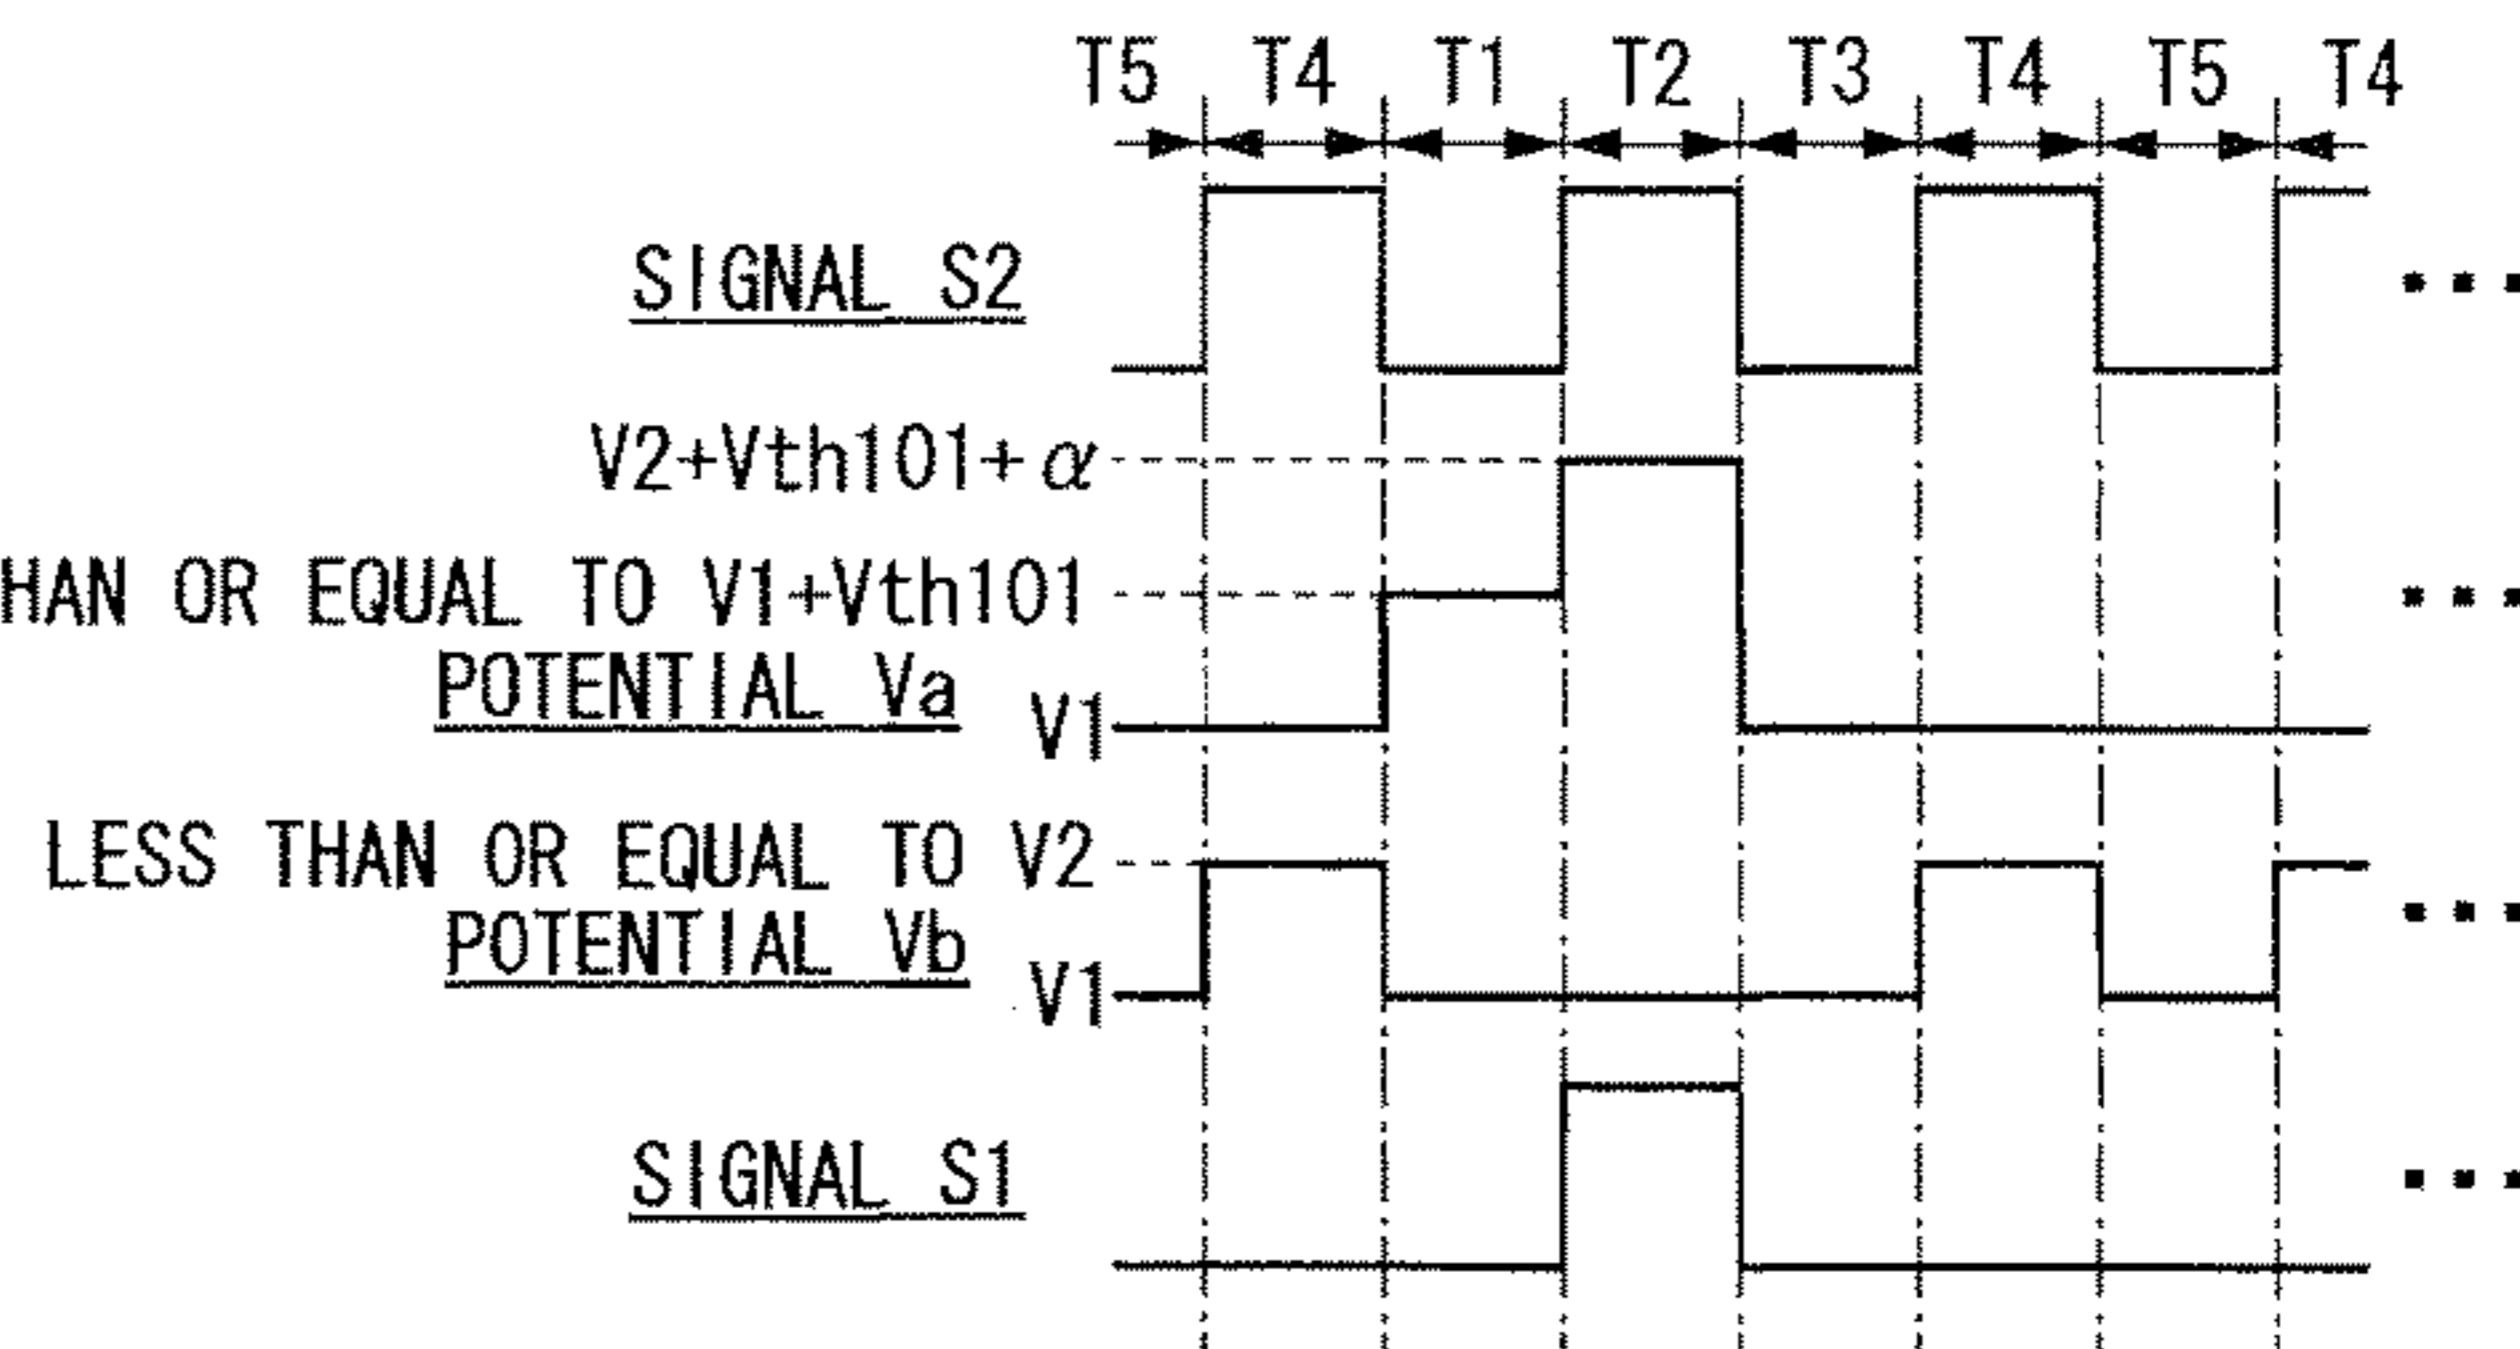 T5 T4 T1 T2 T3 T4 T5 T4
SIGNAL S2
V2+Vth101+α
OR EQUAL TO V1+Vth101
POTENTIAL Va
V1
LESS THAN OR EQUAL TO V2
POTENTIAL Vb
V1
SIGNAL S1